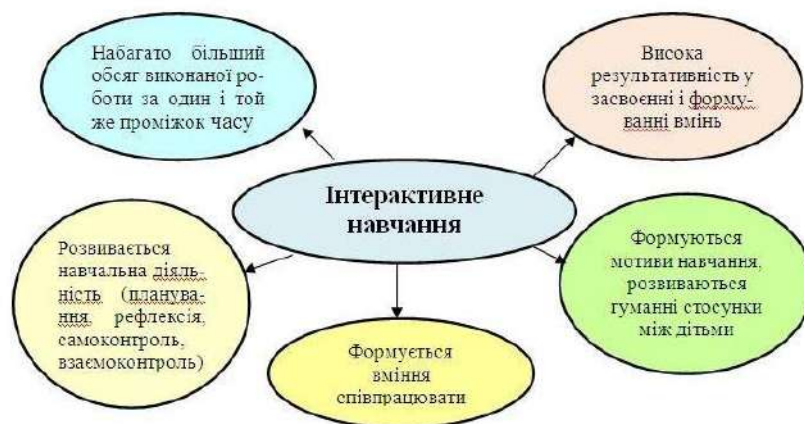 Набагато більший
обсяг виконаної ро-
боти за один і той
же проміжок часу
Висока
результативність у
засвоєнні і форму-
ванні вмінь
Інтерактивне
навчання
Розвивається
навчальна діяль-
ність (планува-
ння, рефлексія,
самоконтроль,
взаємоконтроль)
Формується
вміння
співпрацювати
Формуються
мотиви навчання,
розвиваються
гуманні стосунки
між дітьми